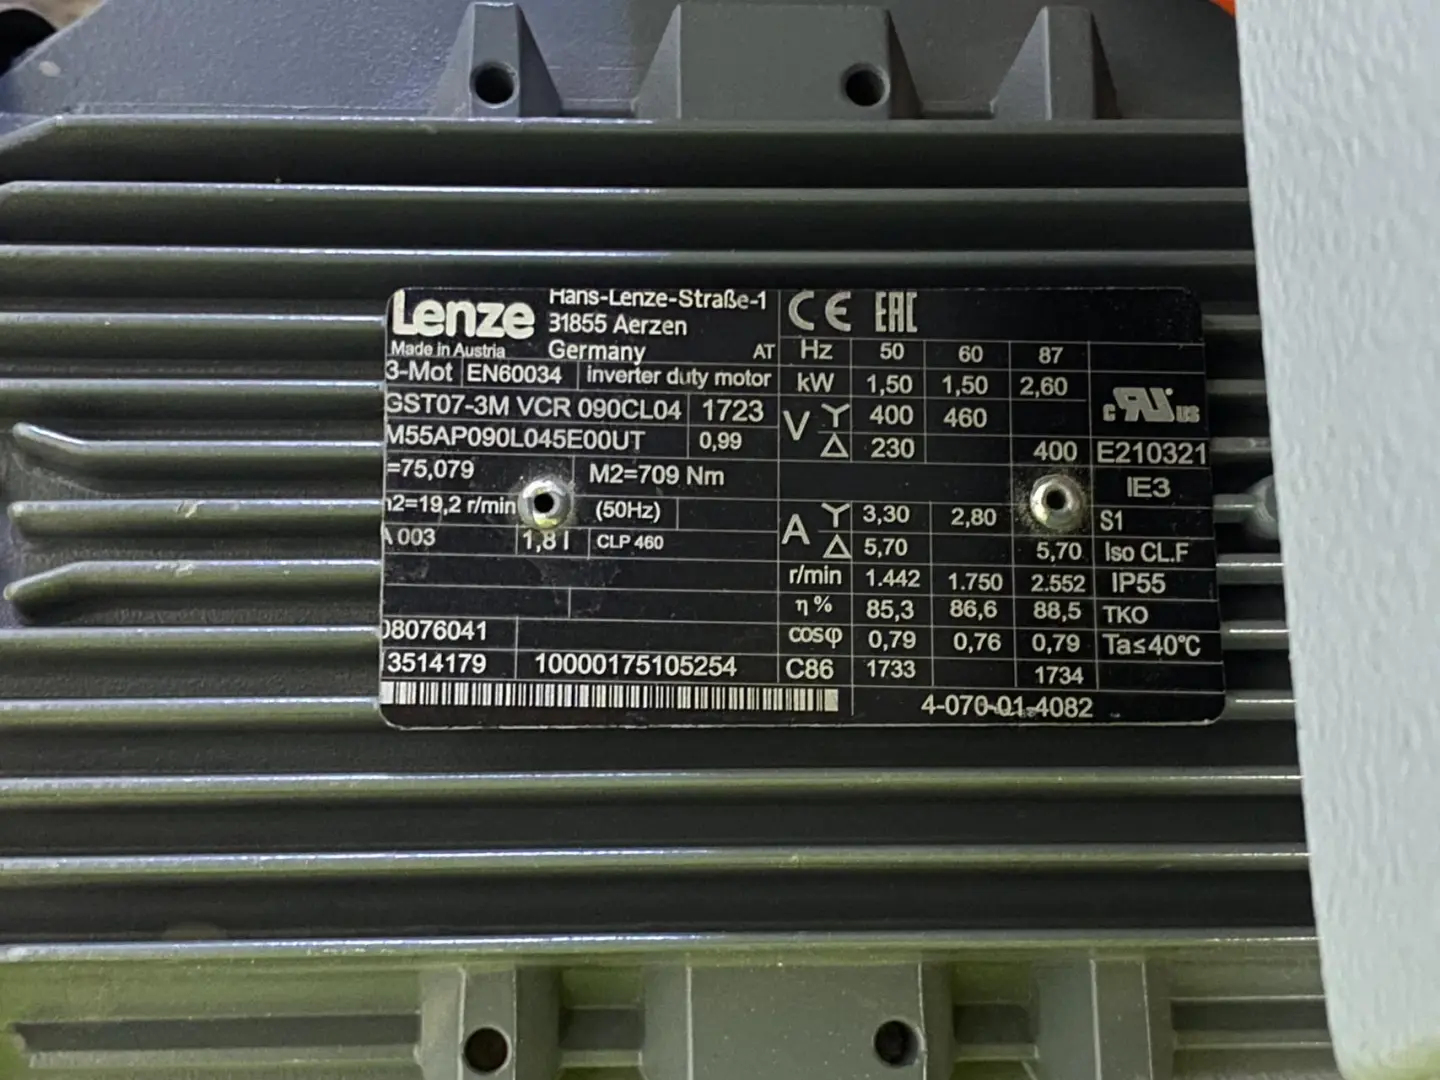 Lenze
Hans-Lenze-Straße-1
31855 Aerzen
Made in Austria Germany AT
CE EAC
Hz 50 60 87
3-Mot EN60034 inverter duty motor
kW 1,50 1,50 2,60
GST07-3M VCR 090CL04 1723
V Y 400 460
c RU us
M55AP090L045E00UT 0,99
Δ 230 400 E210321
=75,079 M2=709 Nm
IE3
n2=19,2 r/min (50Hz)
A Y 3,30 2,80 S1
A 003 1,8 l CLP 460
Δ 5,70 5,70 Iso CL.F
r/min 1.442 1.750 2.552 IP55
η % 85,3 86,6 88,5 TKO
08076041
cosφ 0,79 0,76 0,79 Ta≤40°C
3514179 10000175105254
C86 1733 1734
4-070-01-4082